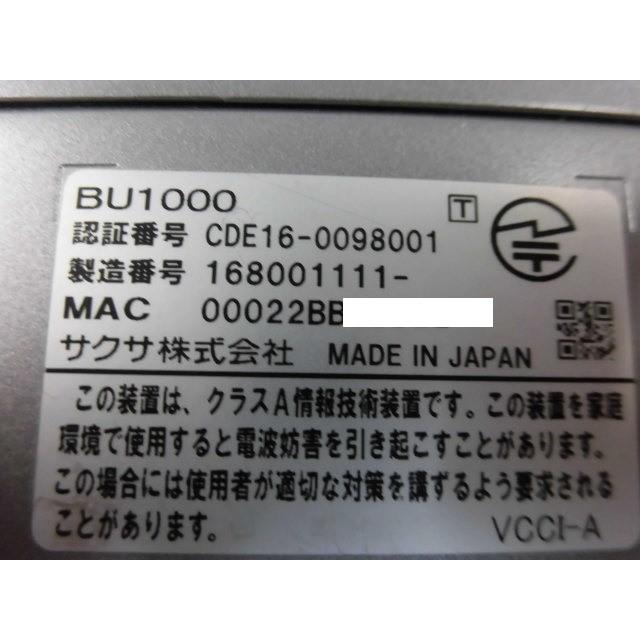 BU1000
T
認証番号 CDE16-0098001
製造番号 168001111-
MAC 00022BB
サクサ株式会社 MADE IN JAPAN
この装置は、クラスA情報技術装置です。この装置を家庭
環境で使用すると電波妨害を引き起こすことがあります。
この場合には使用者が適切な対策を講ずるよう要求される
ことがあります。 VCCI-A